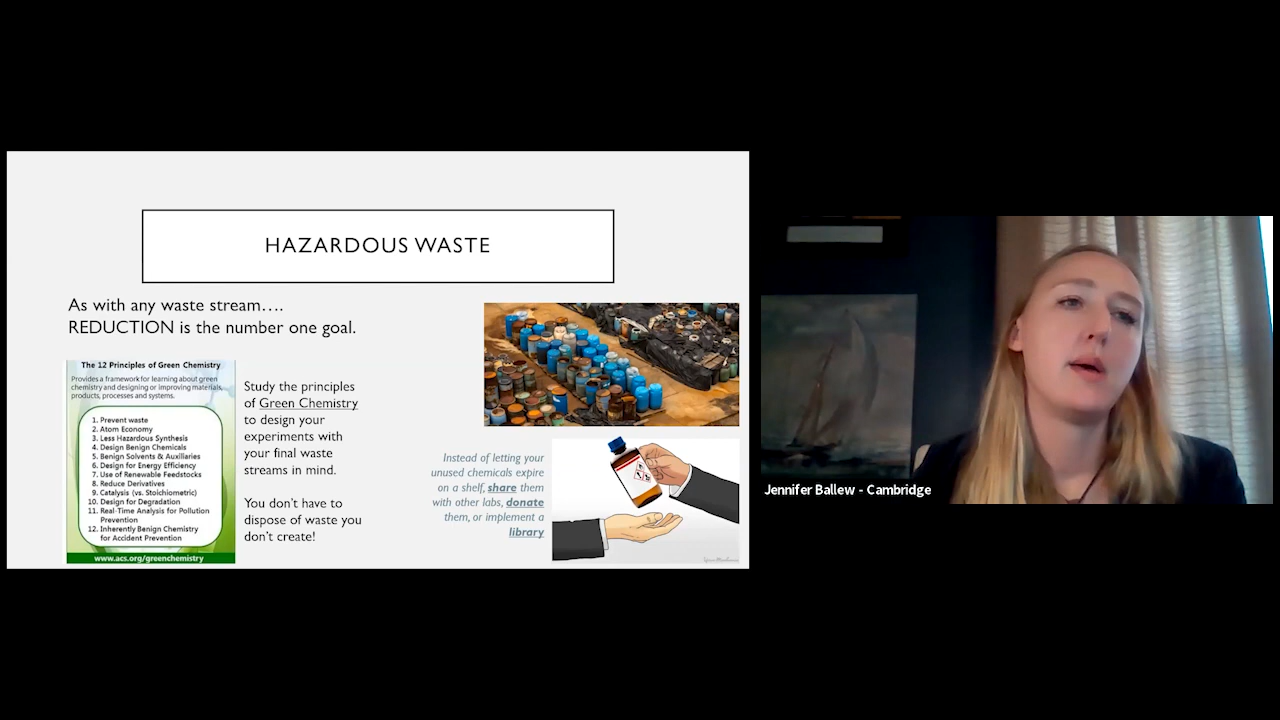 HAZARDOUS WASTE
As with any waste stream….
REDUCTION is the number one goal.
The 12 Principles of Green Chemistry
Provides a framework for learning about green
chemistry and designing or improving materials,
products, processes and systems.
1. Prevent waste
2. Atom Economy
3. Less Hazardous Synthesis
4. Design Benign Chemicals
5. Benign Solvents & Auxiliaries
6. Design for Energy Efficiency
7. Use of Renewable Feedstocks
8. Reduce Derivatives
9. Catalysis (vs. Stoichiometric)
10. Design for Degradation
11. Real-Time Analysis for Pollution
Prevention
12. Inherently Benign Chemistry
for Accident Prevention
www.acs.org/greenchemistry
Study the principles
of Green Chemistry
to design your
experiments with
your final waste
streams in mind.
You don't have to
dispose of waste you
don't create!
Instead of letting your
unused chemicals expire
on a shelf, share them
with other labs, donate
them, or implement a
library
Jennifer Ballew - Cambridge